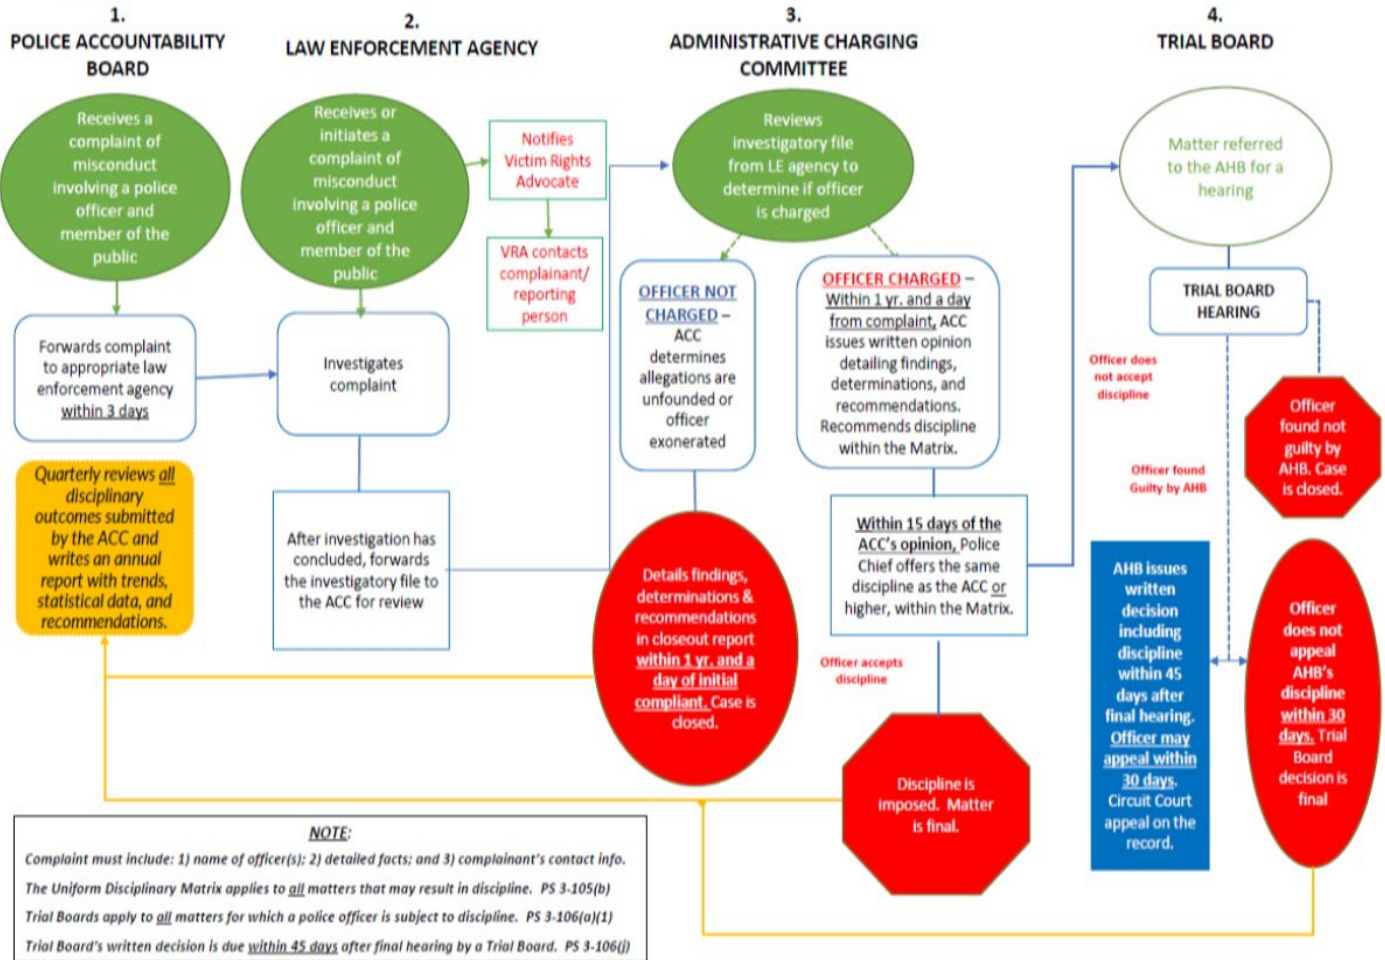 1.
POLICE ACCOUNTABILITY
BOARD
2.
LAW ENFORCEMENT AGENCY
3.
ADMINISTRATIVE CHARGING
COMMITTEE
4.
TRIAL BOARD
Receives a
complaint of
misconduct
involving a police
officer and
member of the
public
Forwards complaint
to appropriate law
enforcement agency
within 3 days
Quarterly reviews all
disciplinary
outcomes submitted
by the ACC and
writes an annual
report with trends,
statistical data, and
recommendations.
Receives or
initiates a
complaint of
misconduct
involving a police
officer and
member of the
public
Notifies
Victim Rights
Advocate
VRA contacts
complainant/
reporting
person
Investigates
complaint
After investigation has
concluded, forwards
the investigatory file to
the ACC for review
Reviews
investigatory file
from LE agency to
determine if officer
is charged
OFFICER NOT
CHARGED –
ACC
determines
allegations are
unfounded or
officer
exonerated
Details findings,
determinations &
recommendations
in closeout report
within 1 yr. and a
day of initial
compliant. Case is
closed.
OFFICER CHARGED –
Within 1 yr. and a day
from complaint, ACC
issues written opinion
detailing findings,
determinations, and
recommendations.
Recommends discipline
within the Matrix.
Within 15 days of the
ACC's opinion, Police
Chief offers the same
discipline as the ACC or
higher, within the Matrix.
Officer accepts
discipline
Discipline is
imposed. Matter
is final.
Matter referred
to the AHB for a
hearing
TRIAL BOARD
HEARING
Officer does
not accept
discipline
Officer found
Guilty by AHB
Officer
found not
guilty by
AHB. Case
is closed.
AHB issues
written
decision
including
discipline
within 45
days after
final hearing.
Officer may
appeal within
30 days.
Circuit Court
appeal on the
record.
Officer
does not
appeal
AHB's
discipline
within 30
days. Trial
Board
decision is
final
NOTE:
Complaint must include: 1) name of officer(s); 2) detailed facts; and 3) complainant's contact info.
The Uniform Disciplinary Matrix applies to all matters that may result in discipline. PS 3-105(b)
Trial Boards apply to all matters for which a police officer is subject to discipline. PS 3-106(a)(1)
Trial Board's written decision is due within 45 days after final hearing by a Trial Board. PS 3-106(j)